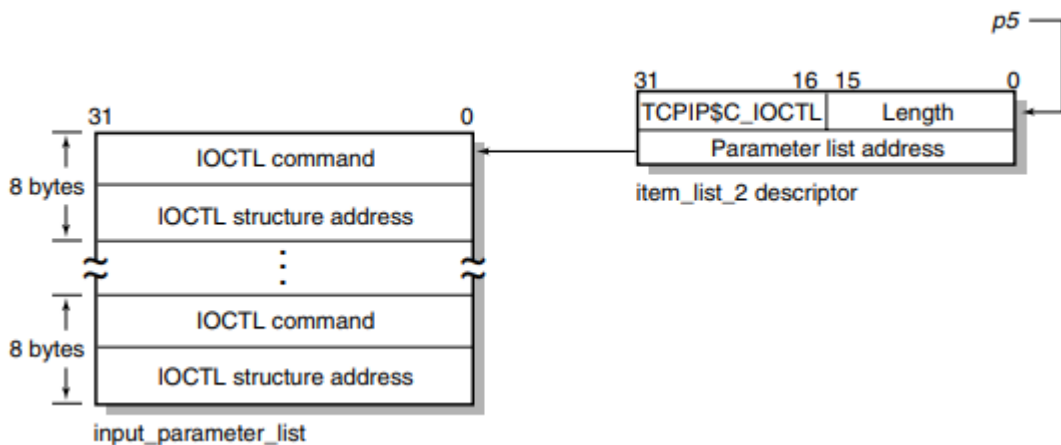 p5
31 16 15 0
TCPIP$C_IOCTL Length
Parameter list address
item_list_2 descriptor
31 0
8 bytes
IOCTL command
IOCTL structure address
⋮
8 bytes
IOCTL command
IOCTL structure address
input_parameter_list